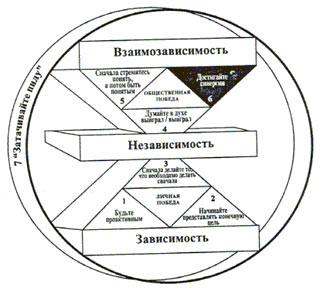 Взаимозависимость
Сначала стремитесь
понять,
а потом быть
понятым
5
ОБЩЕСТВЕННАЯ
ПОБЕДА
Достигайте
синергии
6
Думайте в духе
выиграл / выиграл
4
Независимость
3
Сначала делайте то,
что необходимо делать
сначала
1
Будьте
проактивным
ЛИЧНАЯ
ПОБЕДА
2
Начинайте
представлять конечную
цель
Зависимость
7 "Затачивайте пилу"